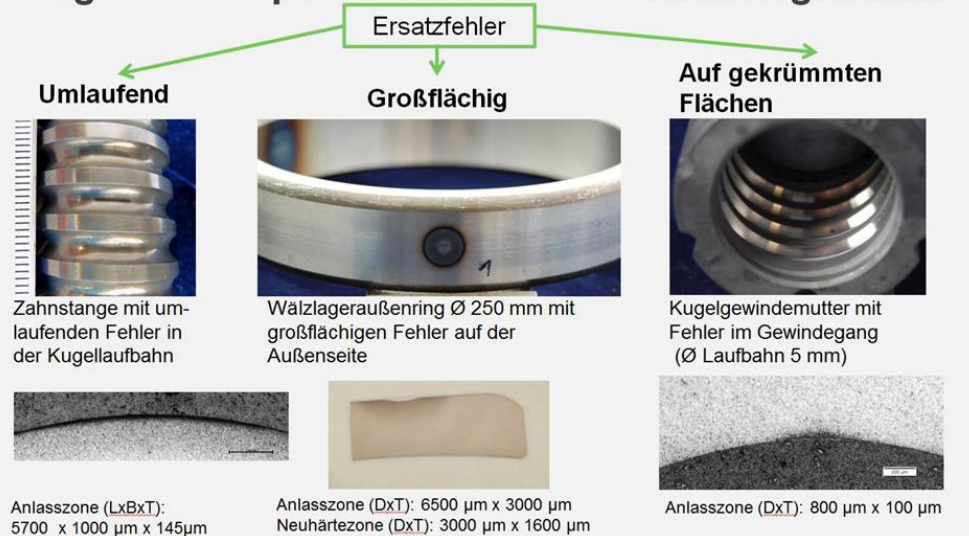 Ersatzfehler
Umlaufend
Großflächig
Auf gekrümmten
Flächen
Zahnstange mit um-
laufenden Fehler in
der Kugellaufbahn
Wälzlageraußenring Ø 250 mm mit
großflächigen Fehler auf der
Außenseite
Kugelgewindemutter mit
Fehler im Gewindegang
(Ø Laufbahn 5 mm)
Anlasszone (LxBxT):
5700 x 1000 µm x 145µm
Anlasszone (DxT): 6500 µm x 3000 µm
Neuhärtezone (DxT): 3000 µm x 1600 µm
Anlasszone (DxT): 800 µm x 100 µm